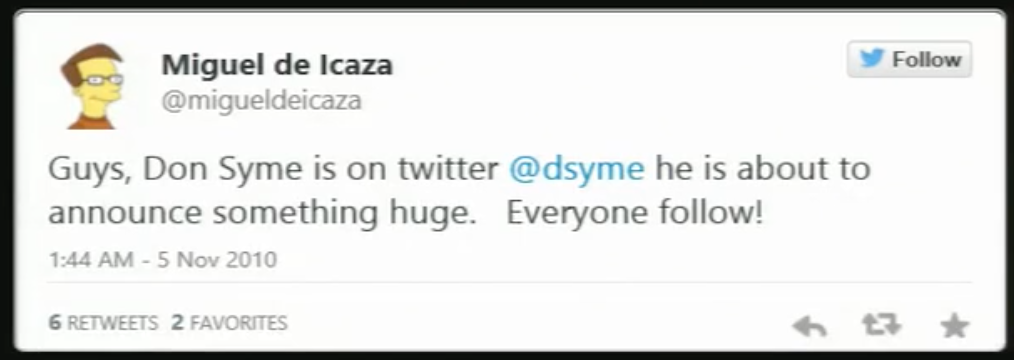 Miguel de Icaza
Follow
@migueldeicaza
Guys, Don Syme is on twitter @dsyme he is about to
announce something huge.   Everyone follow!
1:44 AM - 5 Nov 2010
6 RETWEETS 2 FAVORITES